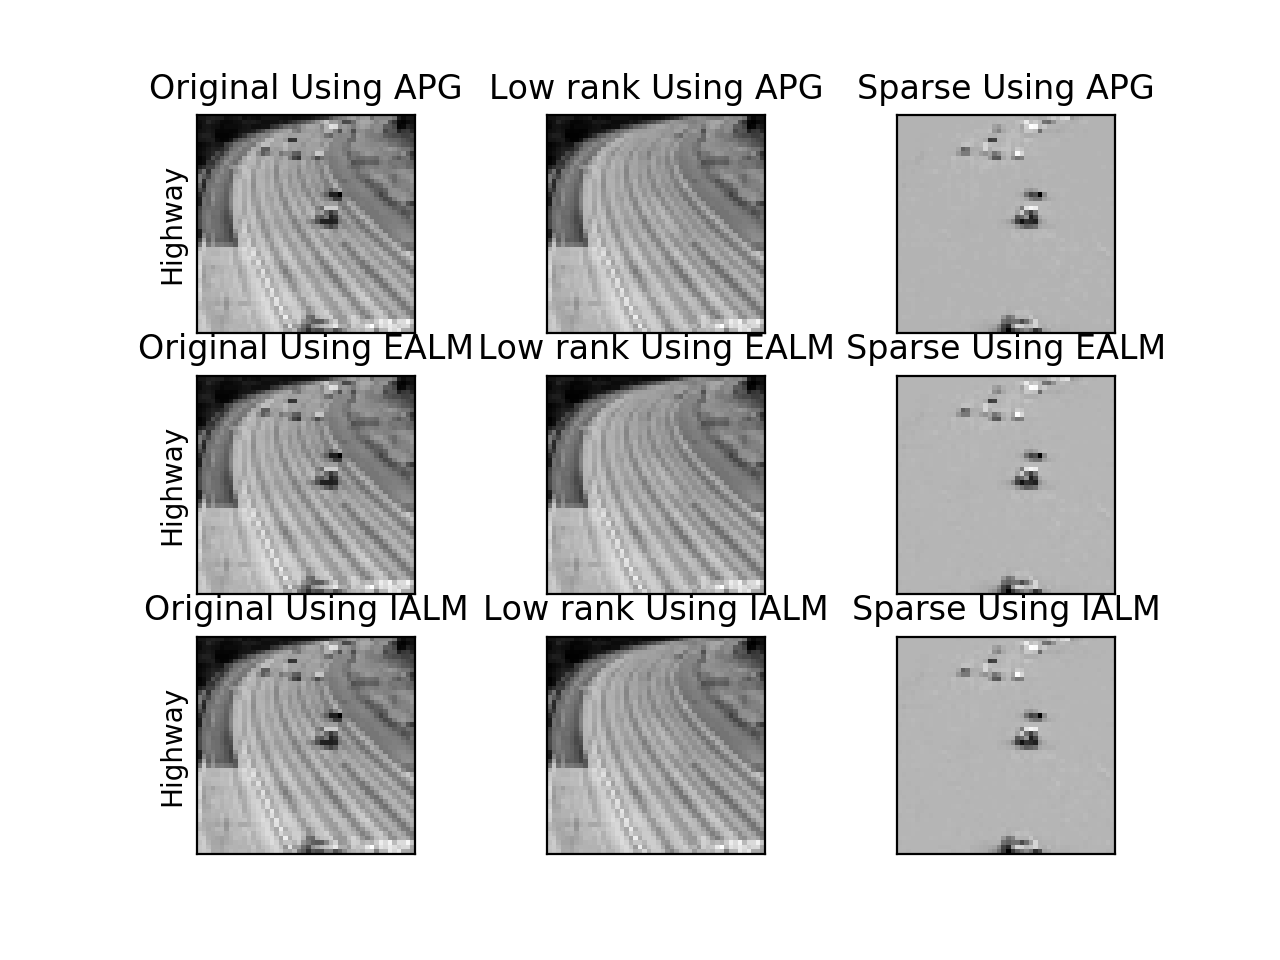 Original Using APG
Low rank Using APG
Sparse Using APG
Highway
Original Using EALM
Low rank Using EALM
Sparse Using EALM
Highway
Original Using IALM
Low rank Using IALM
Sparse Using IALM
Highway